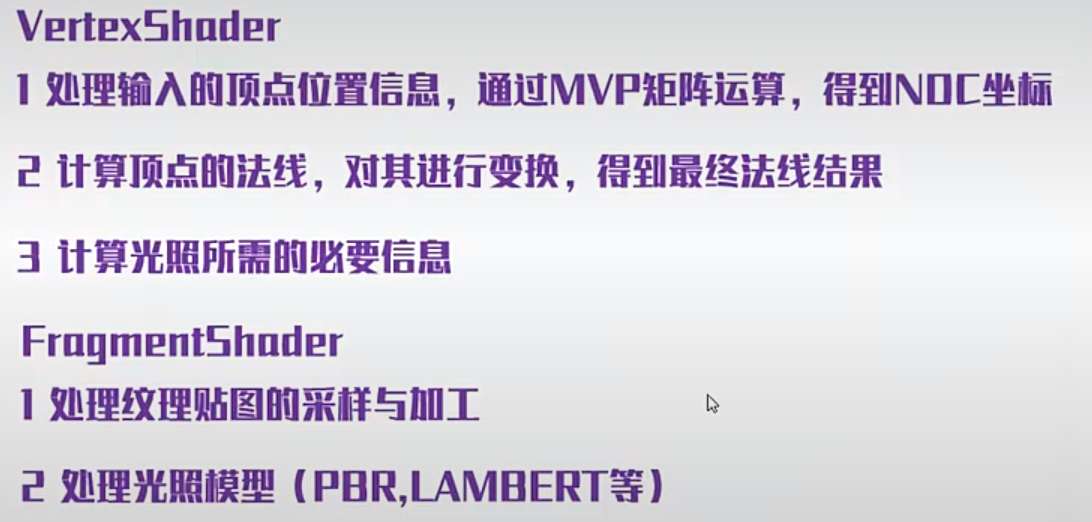 VertexShader
1 处理输入的顶点位置信息，通过MVP矩阵运算，得到NDC坐标
2 计算顶点的法线，对其进行变换，得到最终法线结果
3 计算光照所需的必要信息
FragmentShader
1 处理纹理贴图的采样与加工
2 处理光照模型（PBR,LAMBERT等）